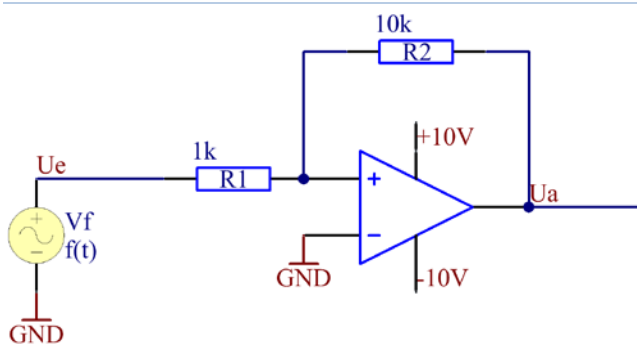 10k
R2
+10V
1k
Ue
R1
+
Ua
Vf
f(t)
+
−
−
GND
-10V
GND